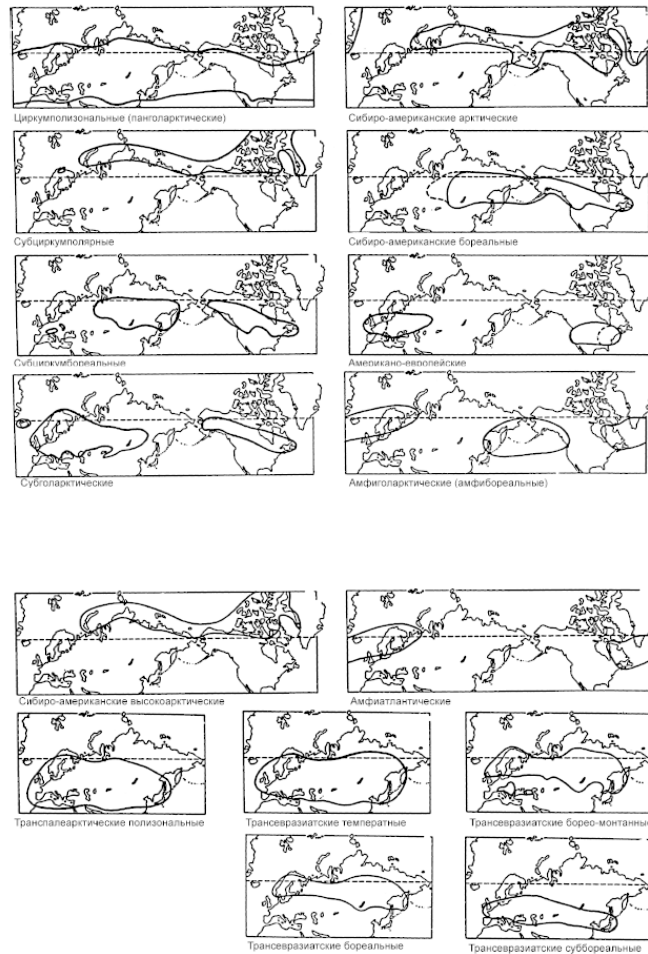 Циркумполизональные (панголарктические)
Сибиро-американские арктические
Субциркумполярные
Сибиро-американские бореальные
Субциркумбореальные
Американо-европейские
Субголарктические
Амфиголарктические (амфибореальные)
Сибиро-американские высокоарктические
Амфиатлантические
Транспалеарктические полизональные
Трансевразиатские температные
Трансевразиатские борео-монтанные
Трансевразиатские бореальные
Трансевразиатские суббореальные